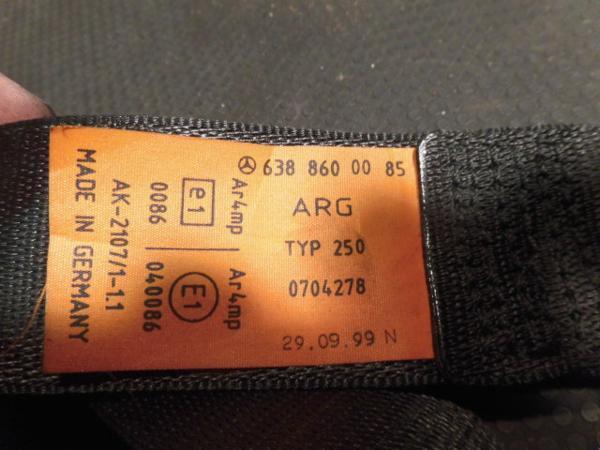 638 860 00 85
ARG
TYP 250
0704278
29.09.99 N
Ar4mp
e1
0086
Ar4mp
E1
040086
AK-2107/1-1.1
MADE IN GERMANY